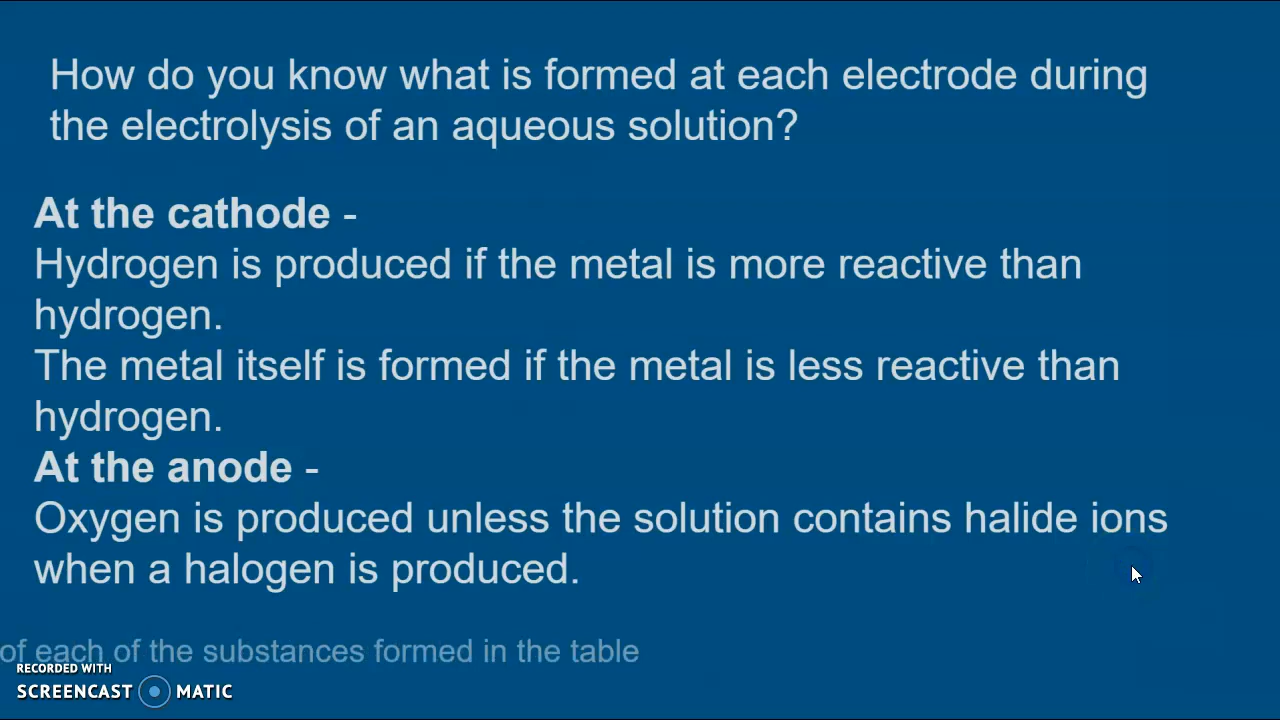 How do you know what is formed at each electrode during
the electrolysis of an aqueous solution?
At the cathode -
Hydrogen is produced if the metal is more reactive than
hydrogen.
The metal itself is formed if the metal is less reactive than
hydrogen.
At the anode -
Oxygen is produced unless the solution contains halide ions
when a halogen is produced.
of each of the substances formed in the table
RECORDED WITH
SCREENCAST MATIC